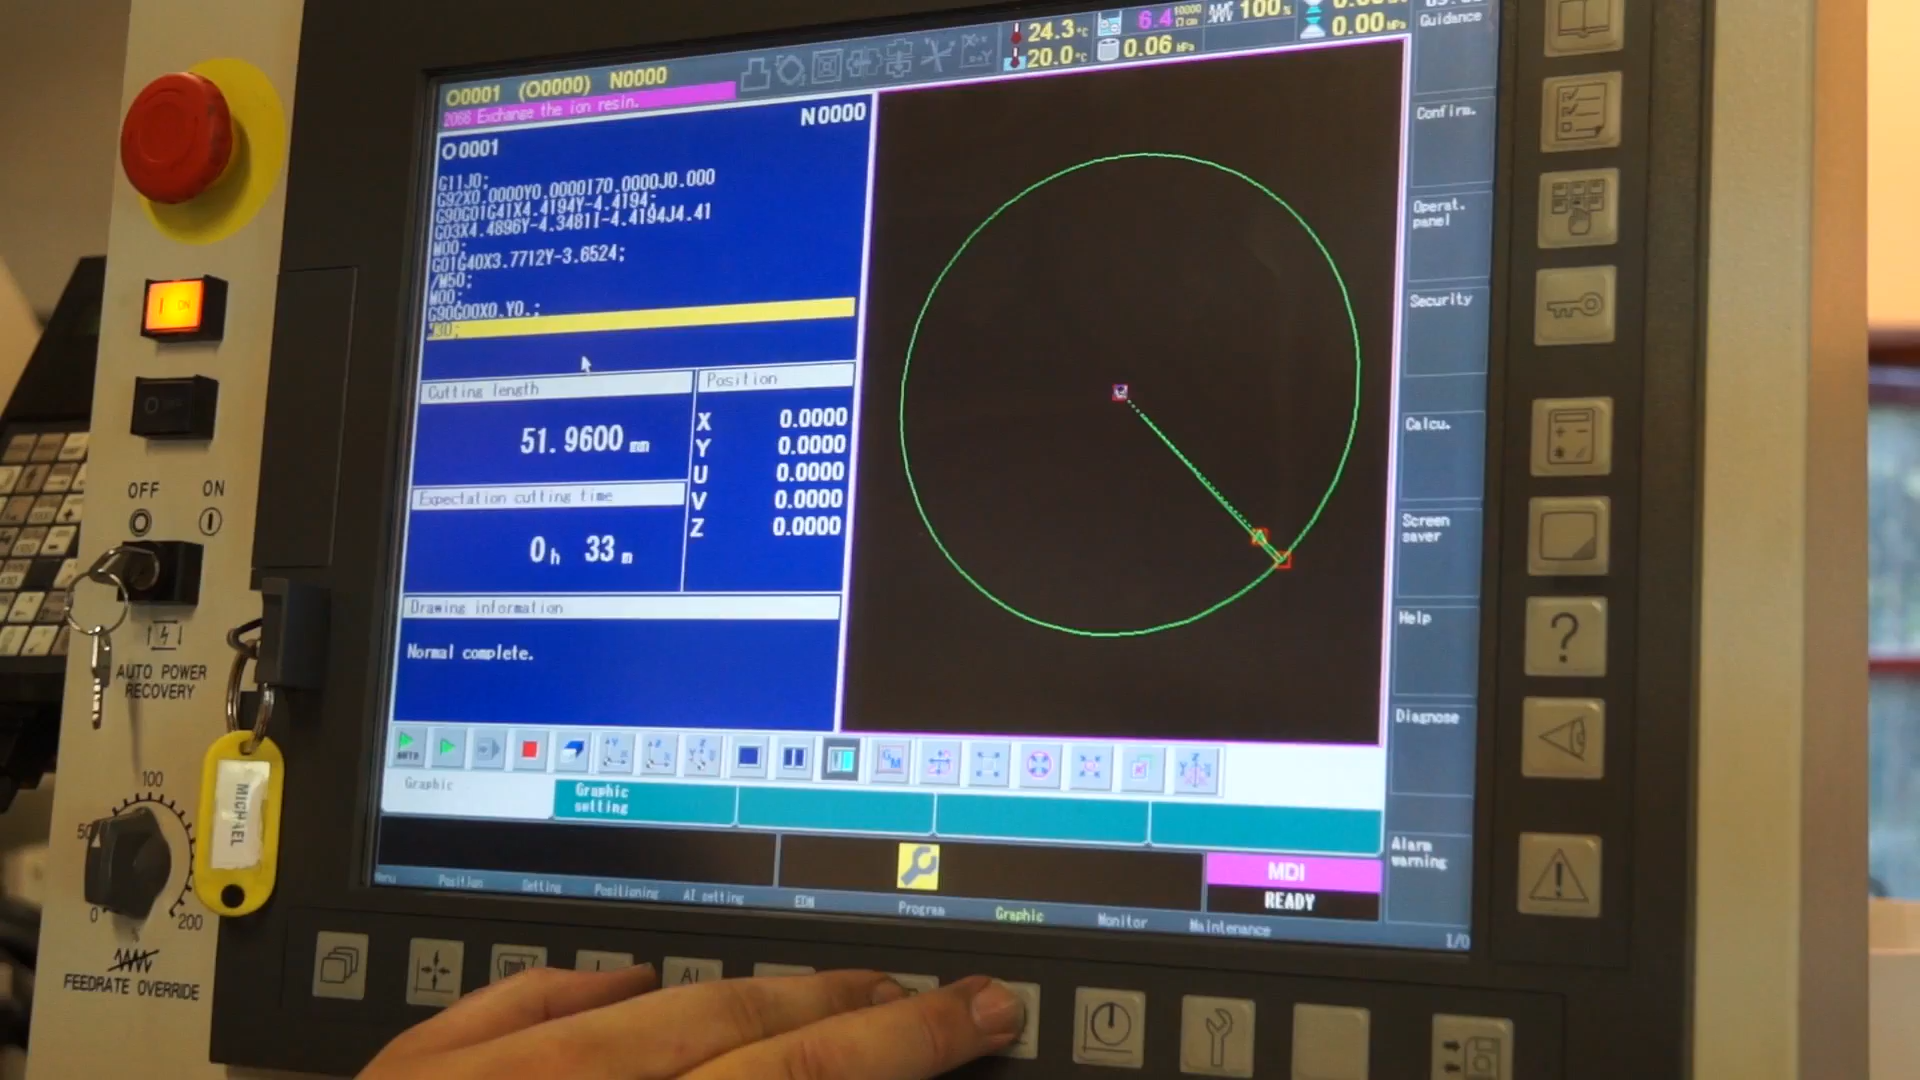 O0001 (O0000) N0000
2066 Exchange the ion resin.
24.3 °C
20.0 °C
6.4
0.06
100%
0.00
N0000
O0001
G11J0;
G92X0.0000Y0.0000I70.0000J0.000
G90G01G41X4.4194Y-4.4194;
G03X4.4896Y-4.3481I-4.4194J4.41
M00;
G01G40X3.7712Y-3.6524;
/M50;
M00;
G90G00X0.Y0.;
M30;
Cutting length
51.9600 mm
Position
X 0.0000
Y 0.0000
U 0.0000
V 0.0000
Z 0.0000
Expectation cutting time
0 h 33 m
Drawing information
Normal complete.
Graphic
Graphic setting
MDI
READY
Menu
Position
Setting
Positioning
AI setting
EDM
Program
Graphic
Monitor
Maintenance
I/O
Guidance
Confirm.
Operat. panel
Security
Calcu.
Screen saver
Help
Diagnose
Alarm warning
ON
OFF ON
AUTO POWER
RECOVERY
MICHAEL
100
50
0
200
FEEDRATE OVERRIDE
AI